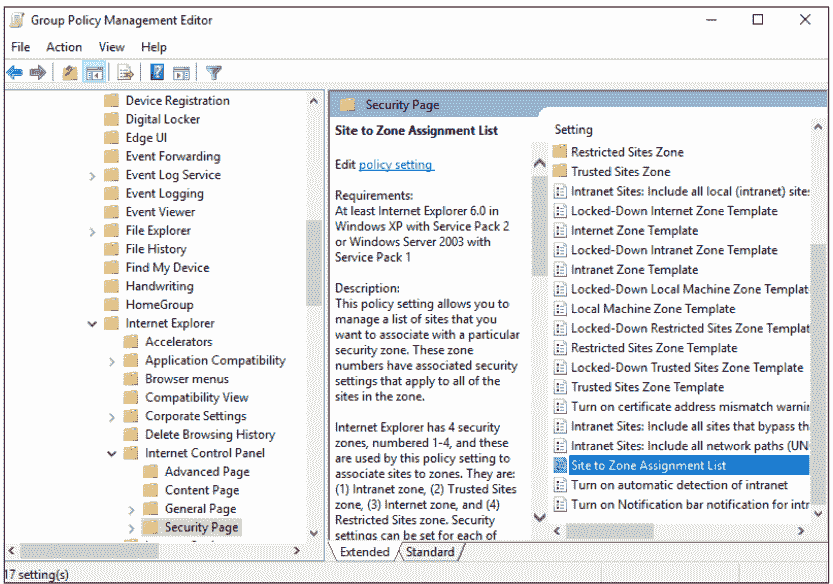 Group Policy Management Editor
File Action View Help
Device Registration
Digital Locker
Edge UI
Event Forwarding
Event Log Service
Event Logging
Event Viewer
File Explorer
File History
Find My Device
Handwriting
HomeGroup
Internet Explorer
Accelerators
Application Compatibility
Browser menus
Compatibility View
Corporate Settings
Delete Browsing History
Internet Control Panel
Advanced Page
Content Page
General Page
Security Page
Security Page
Site to Zone Assignment List
Edit policy setting
Requirements:
At least Internet Explorer 6.0 in
Windows XP with Service Pack 2
or Windows Server 2003 with
Service Pack 1
Description:
This policy setting allows you to
manage a list of sites that you
want to associate with a particular
security zone. These zone
numbers have associated security
settings that apply to all of the
sites in the zone.
Internet Explorer has 4 security
zones, numbered 1-4, and these
are used by this policy setting to
associate sites to zones. They are:
(1) Intranet zone, (2) Trusted Sites
zone, (3) Internet zone, and (4)
Restricted Sites zone. Security
settings can be set for each of
Setting
Restricted Sites Zone
Trusted Sites Zone
Intranet Sites: Include all local (intranet) sites
Locked-Down Internet Zone Template
Internet Zone Template
Locked-Down Intranet Zone Template
Intranet Zone Template
Locked-Down Local Machine Zone Templat
Local Machine Zone Template
Locked-Down Restricted Sites Zone Templat
Restricted Sites Zone Template
Locked-Down Trusted Sites Zone Template
Trusted Sites Zone Template
Turn on certificate address mismatch warnin
Intranet Sites: Include all sites that bypass th
Intranet Sites: Include all network paths (UN
Site to Zone Assignment List
Turn on automatic detection of intranet
Turn on Notification bar notification for intr
Extended Standard
17 setting(s)